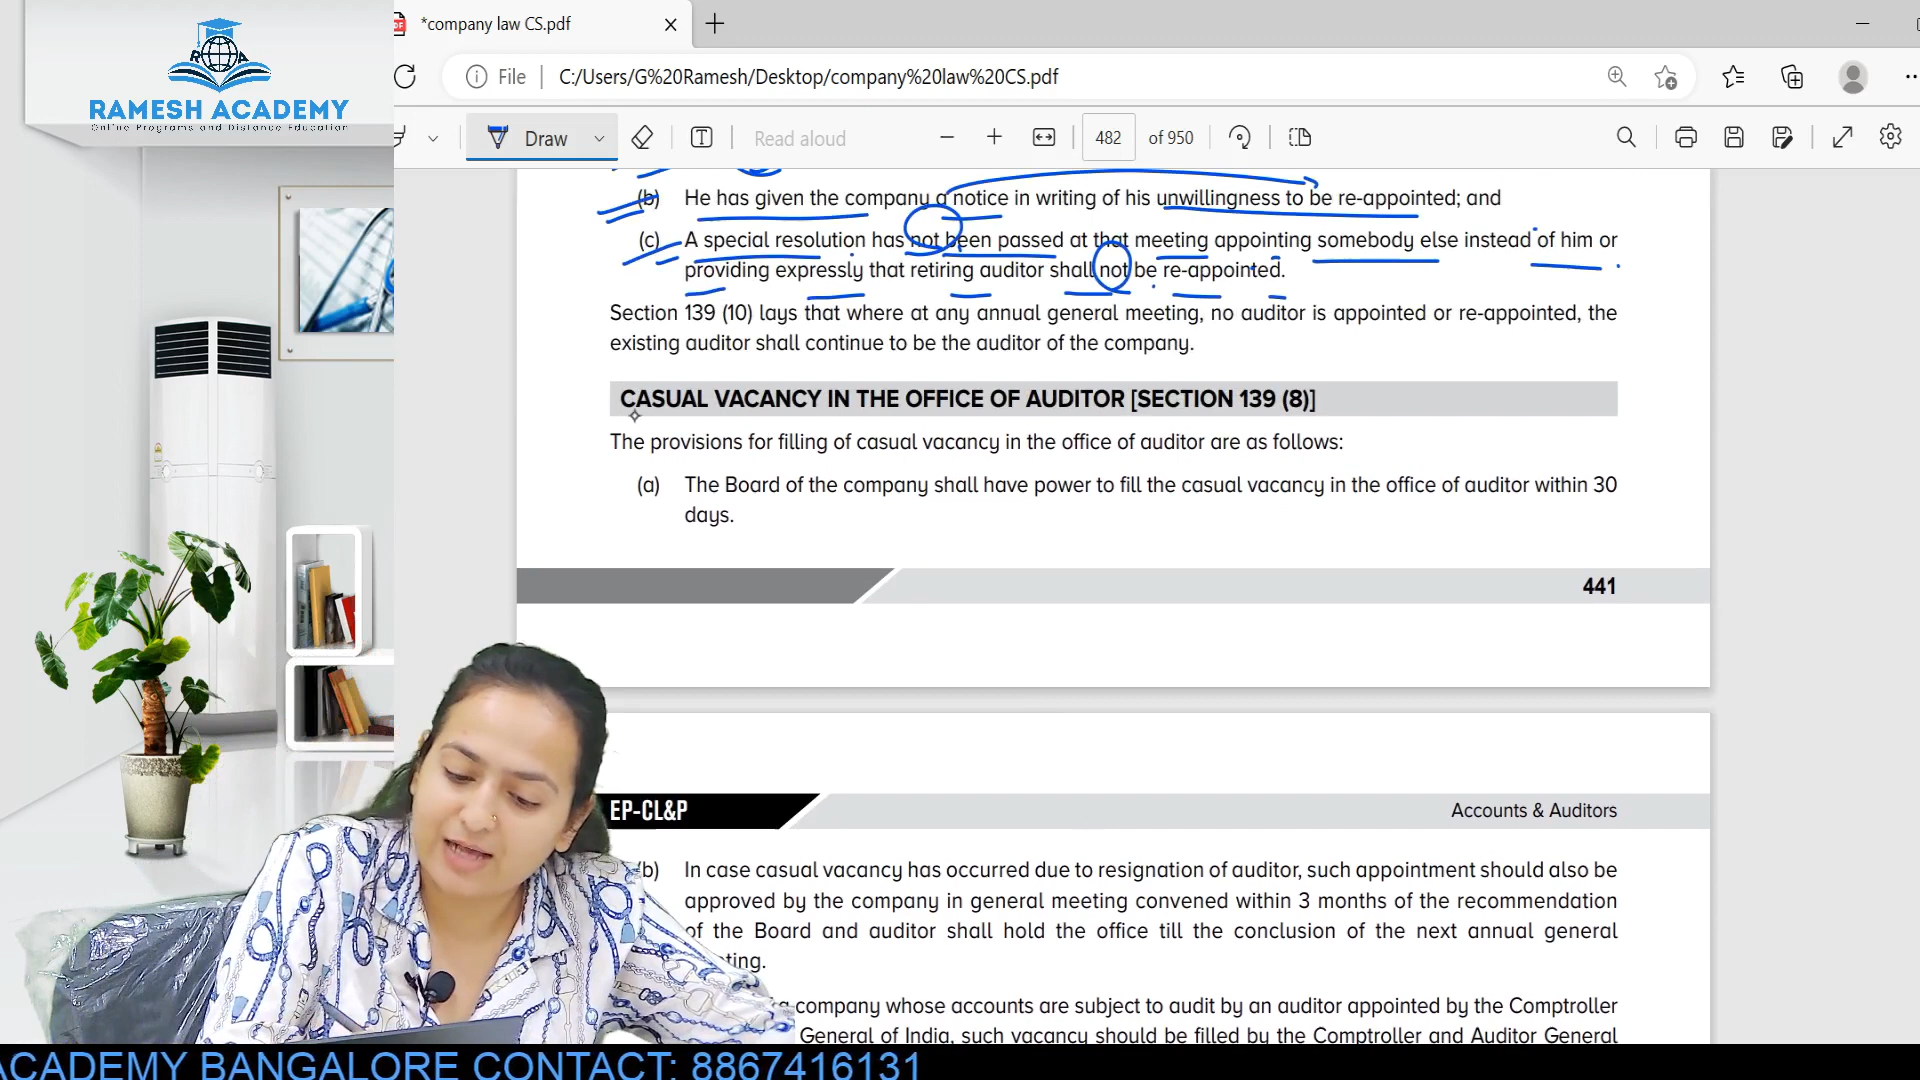 RAMESH ACADEMY
Online Programs and Distance Education
*company law CS.pdf
File
C:/Users/G%20Ramesh/Desktop/company%20law%20CS.pdf
Draw
Read aloud
482 of 950
(b) He has given the company a notice in writing of his unwillingness to be re-appointed; and
(c) A special resolution has not been passed at that meeting appointing somebody else instead of him or
providing expressly that retiring auditor shall not be re-appointed.
Section 139 (10) lays that where at any annual general meeting, no auditor is appointed or re-appointed, the
existing auditor shall continue to be the auditor of the company.
CASUAL VACANCY IN THE OFFICE OF AUDITOR [SECTION 139 (8)]
The provisions for filling of casual vacancy in the office of auditor are as follows:
(a) The Board of the company shall have power to fill the casual vacancy in the office of auditor within 30
days.
441
EP-CL&P
Accounts & Auditors
b) In case casual vacancy has occurred due to resignation of auditor, such appointment should also be
approved by the company in general meeting convened within 3 months of the recommendation
of the Board and auditor shall hold the office till the conclusion of the next annual general
company whose accounts are subject to audit by an auditor appointed by the Comptroller
General of India, such vacancy should be filled by the Comptroller and Auditor General
ACADEMY BANGALORE CONTACT: 8867416131